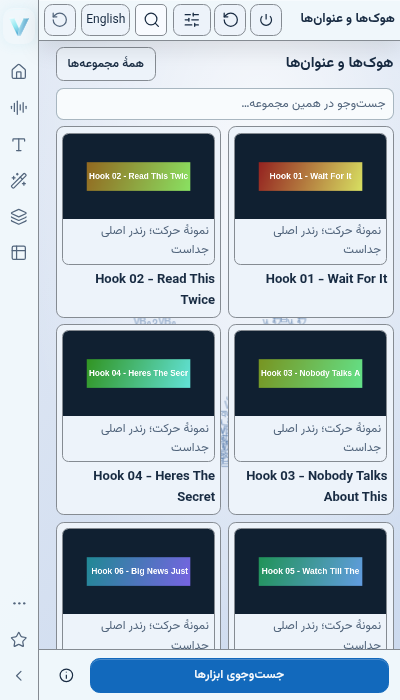 هوک‌ها و عنوان‌ها
English
هوک‌ها و عنوان‌ها
همهٔ مجموعه‌ها
جست‌وجو در همین مجموعه...
Hook 01 - Wait For It
نمونهٔ حرکت؛ رندر اصلی
جداست
Hook 01 - Wait For It
Hook 02 - Read This Twic
نمونهٔ حرکت؛ رندر اصلی
جداست
Hook 02 - Read This
Twice
Hook 03 - Nobody Talks A
نمونهٔ حرکت؛ رندر اصلی
جداست
Hook 03 - Nobody Talks
About This
Hook 04 - Heres The Secr
نمونهٔ حرکت؛ رندر اصلی
جداست
Hook 04 - Heres The
Secret
Hook 05 - Watch Till The
نمونهٔ حرکت؛ رندر اصلی
جداست
Hook 06 - Big News Just
نمونهٔ حرکت؛ رندر اصلی
جداست
جست‌وجوی ابزارها